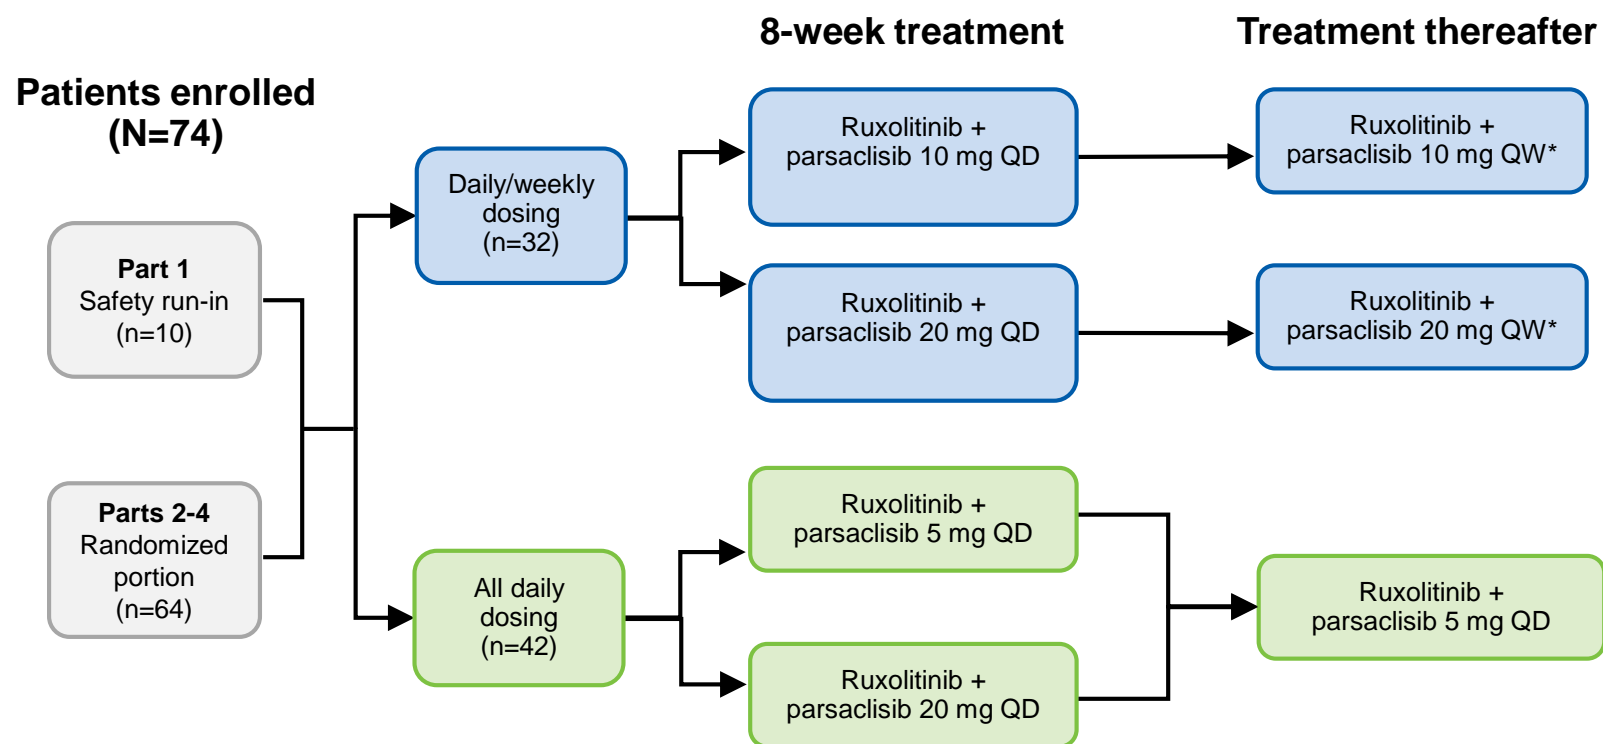 8-week treatment
Treatment thereafter
Patients enrolled
(N=74)
Part 1
Safety run-in
(n=10)
Parts 2-4
Randomized
portion
(n=64)
Daily/weekly
dosing
(n=32)
Ruxolitinib +
parsaclisib 10 mg QD
Ruxolitinib +
parsaclisib 10 mg QW*
Ruxolitinib +
parsaclisib 20 mg QD
Ruxolitinib +
parsaclisib 20 mg QW*
All daily
dosing
(n=42)
Ruxolitinib +
parsaclisib 5 mg QD
Ruxolitinib +
parsaclisib 20 mg QD
Ruxolitinib +
parsaclisib 5 mg QD